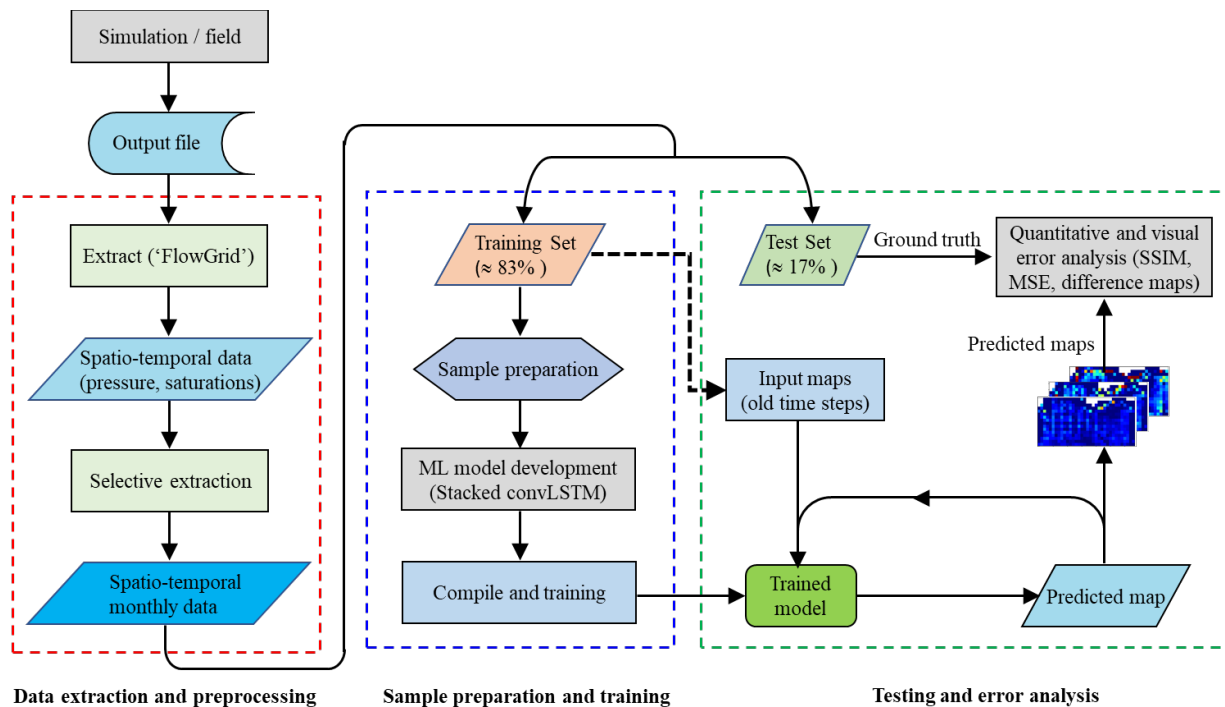 Simulation / field
Output file
Extract (‘FlowGrid’)
Spatio-temporal data
(pressure, saturations)
Selective extraction
Spatio-temporal
monthly data
Data extraction and preprocessing
Training Set
(≈ 83% )
Sample preparation
ML model development
(Stacked convLSTM)
Compile and training
Sample preparation and training
Test Set
(≈ 17% )
Ground truth
Quantitative and visual
error analysis (SSIM,
MSE, difference maps)
Predicted maps
Input maps
(old time steps)
Trained
model
Predicted map
Testing and error analysis